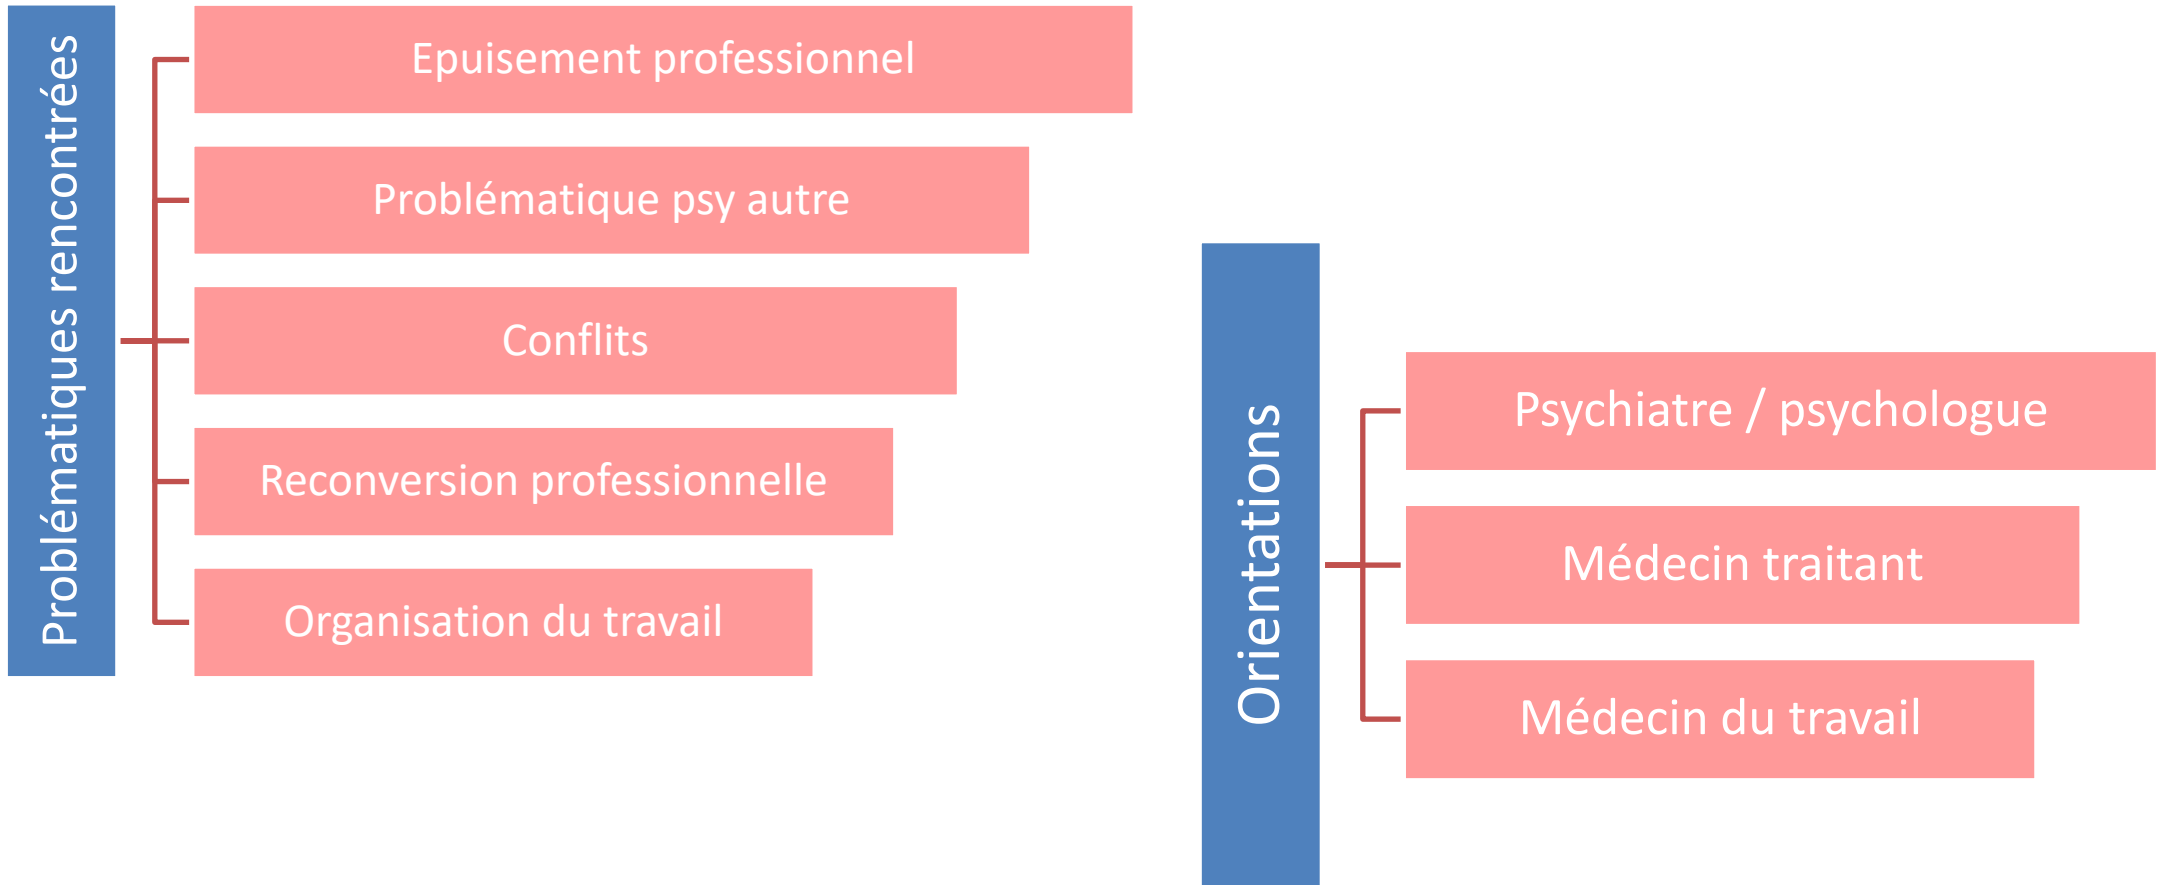 Problématiques rencontrées
Epuisement professionnel
Problématique psy autre
Conflits
Reconversion professionnelle
Organisation du travail
Orientations
Psychiatre / psychologue
Médecin traitant
Médecin du travail